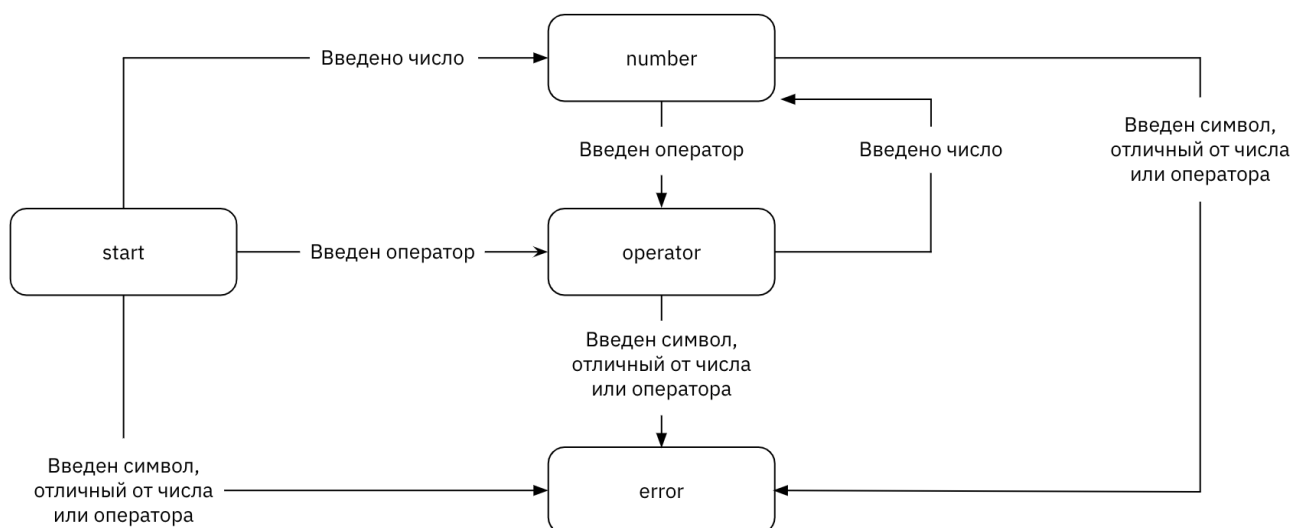 Введено число
number
Введен символ,
отличный от числа
или оператора
Введен оператор
Введено число
start
Введен оператор
operator
Введен символ,
отличный от числа
или оператора
Введен символ,
отличный от числа
или оператора
error